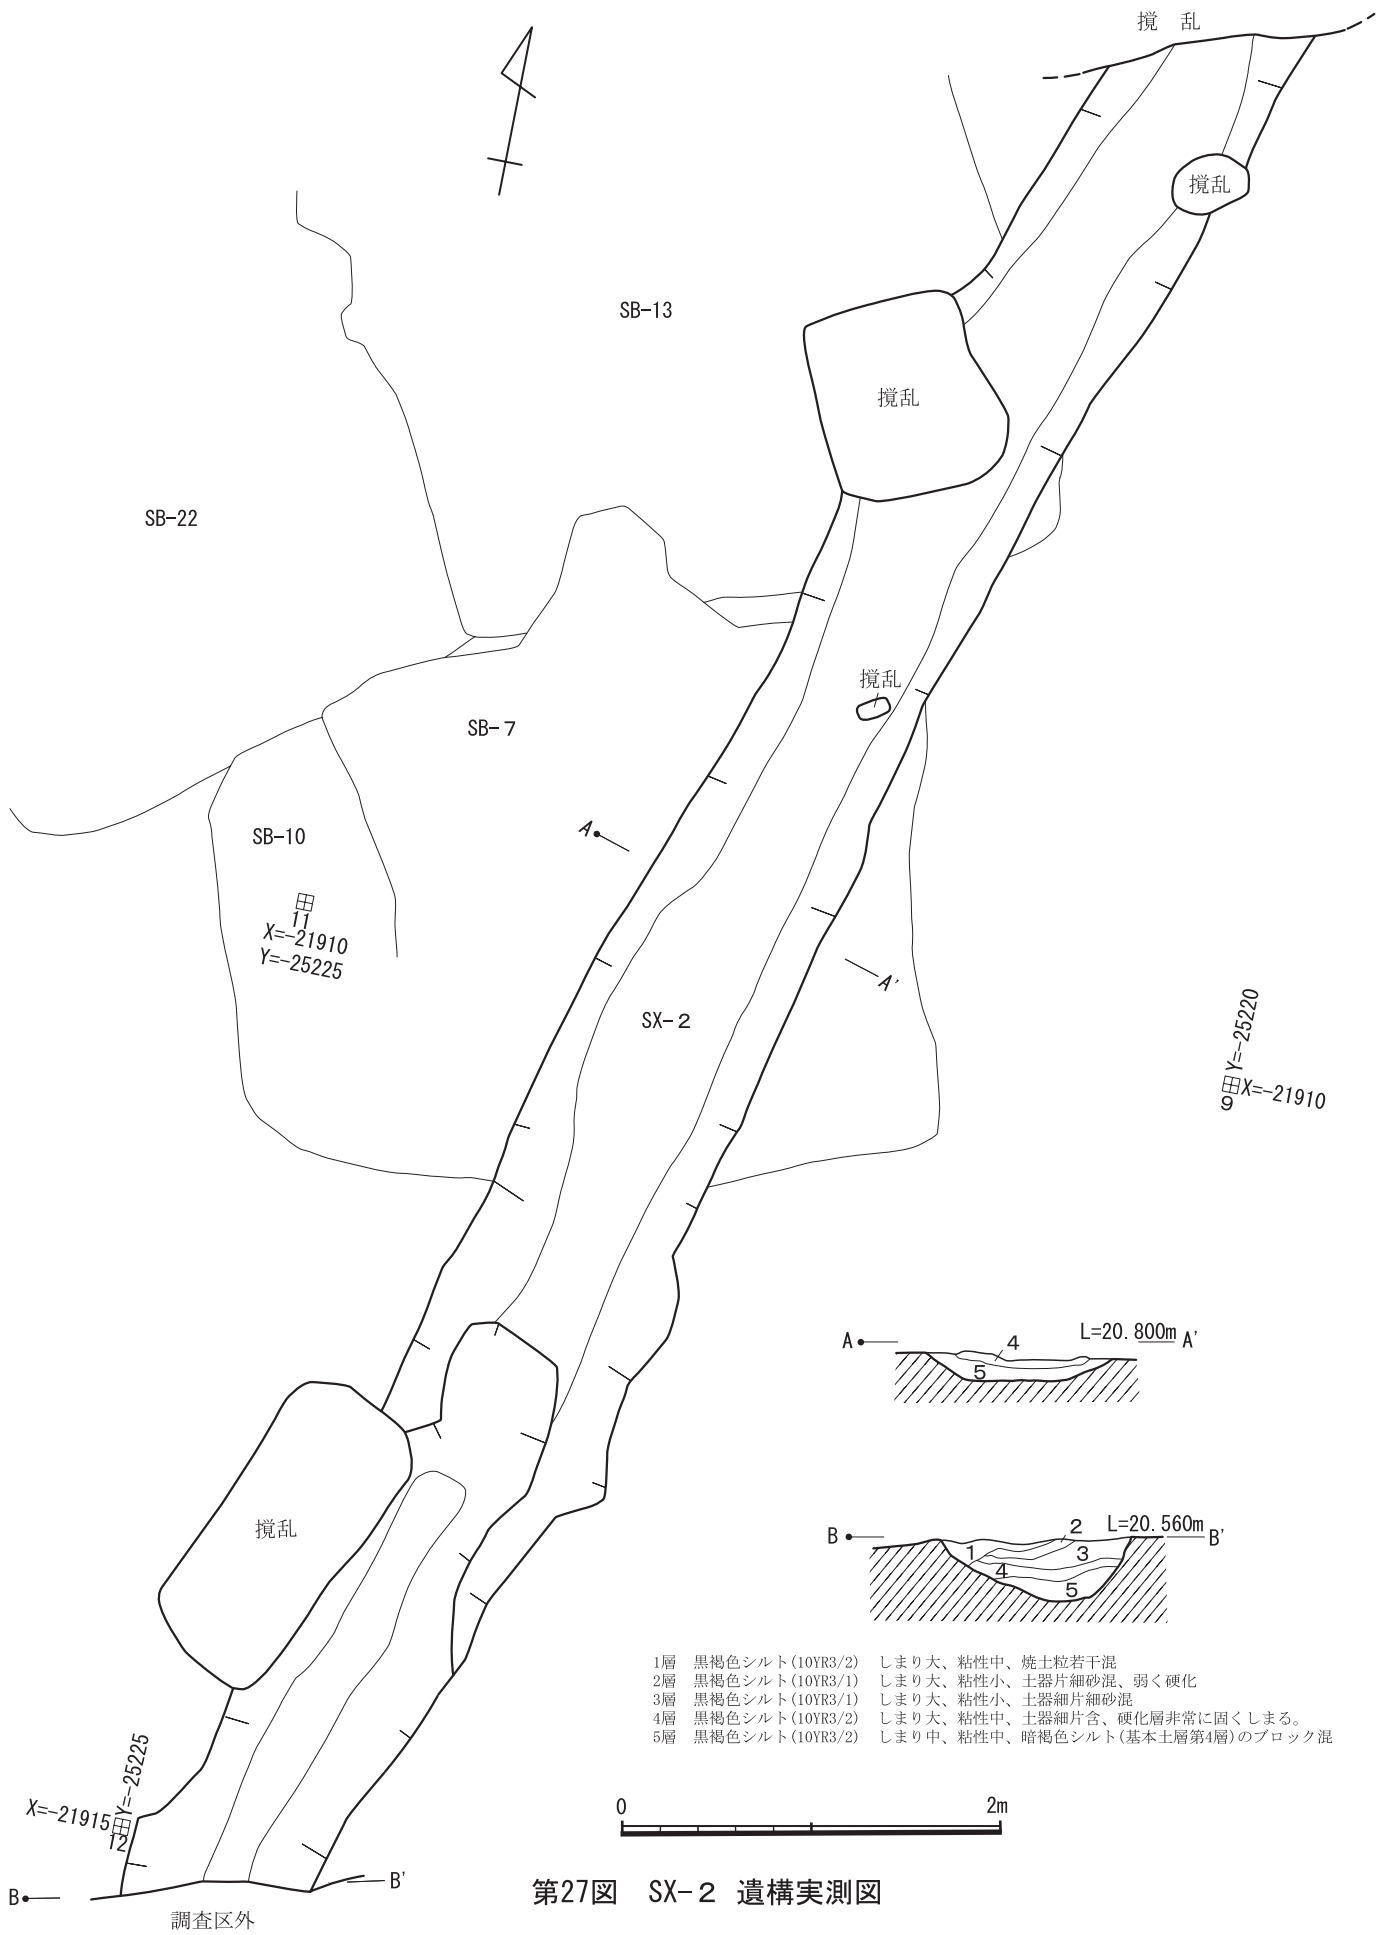 撹 乱
撹乱
SB-13
撹乱
SB-22
撹乱
SB-7
SB-10
A
11
X=-21910
Y=-25225
A'
SX-2
Y=-25220
X=-21910
9
A
L=20.800m
A'
4
5
撹乱
B
L=20.560m
B'
2
1
3
4
5
1層 黒褐色シルト(10YR3/2) しまり大、粘性中、焼土粒若干混
2層 黒褐色シルト(10YR3/1) しまり大、粘性小、土器片細砂混、弱く硬化
3層 黒褐色シルト(10YR3/1) しまり大、粘性小、土器細片細砂混
4層 黒褐色シルト(10YR3/2) しまり大、粘性中、土器細片含、硬化層非常に固くしまる。
5層 黒褐色シルト(10YR3/2) しまり中、粘性中、暗褐色シルト(基本土層第4層)のブロック混
Y=-25225
X=-21915
12
0 2m
B
B'
調査区外
第27図 SX-2 遺構実測図